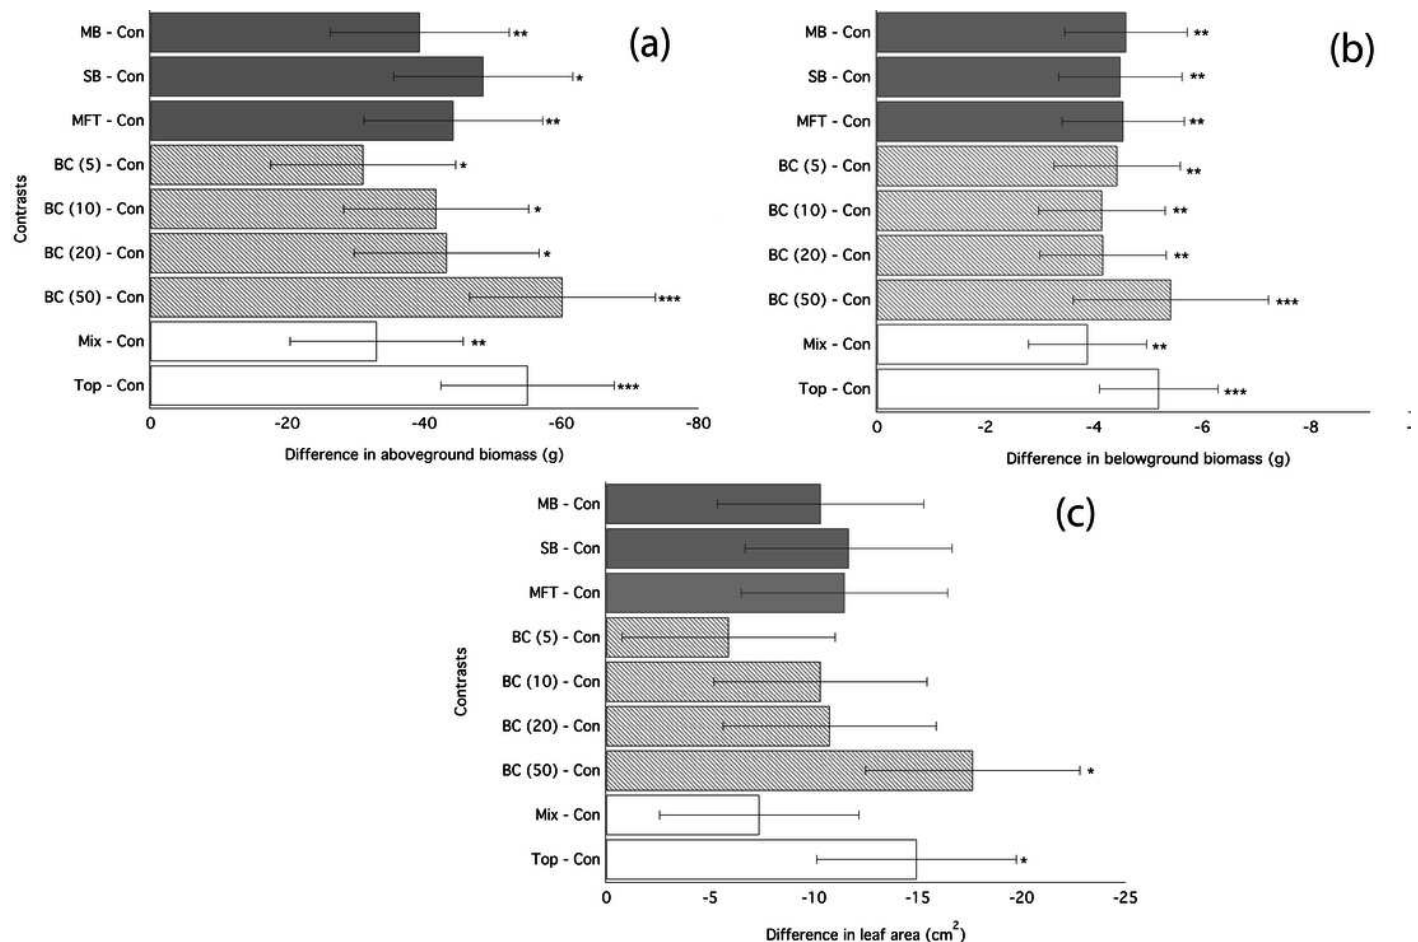 MB - Con
**
SB - Con
*
MFT - Con
**
BC (5) - Con
*
BC (10) - Con
*
BC (20) - Con
*
BC (50) - Con
***
Mix - Con
**
Top - Con
***
Contrasts
(a)
0 -20 -40 -60 -80
Difference in aboveground biomass (g)
MB - Con
**
SB - Con
**
MFT - Con
**
BC (5) - Con
**
BC (10) - Con
**
BC (20) - Con
**
BC (50) - Con
***
Mix - Con
**
Top - Con
***
(b)
0 -2 -4 -6 -8
Difference in belowground biomass (g)
MB - Con
SB - Con
MFT - Con
BC (5) - Con
BC (10) - Con
BC (20) - Con
BC (50) - Con
*
Mix - Con
Top - Con
*
Contrasts
(c)
0 -5 -10 -15 -20 -25
Difference in leaf area (cm²)